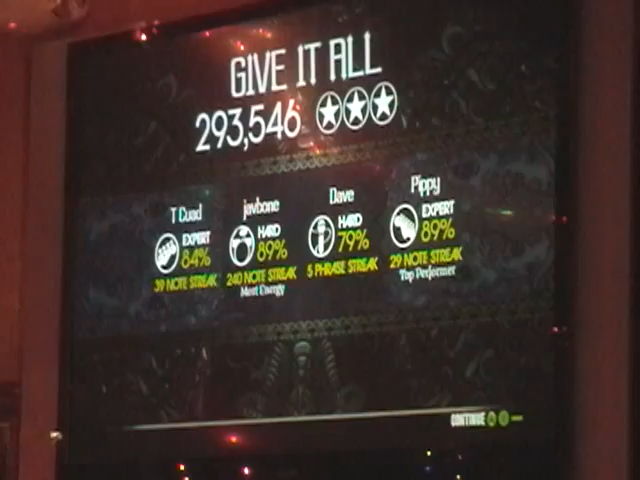 GIVE IT ALL
293,546
T Cuad
EXPERT
84%
39 NOTE STREAK
javbone
HARD
89%
240 NOTE STREAK
Most Energy
Dave
HARD
79%
5 PHRASE STREAK
Pippy
EXPERT
89%
29 NOTE STREAK
Top Performer
CONTINUE